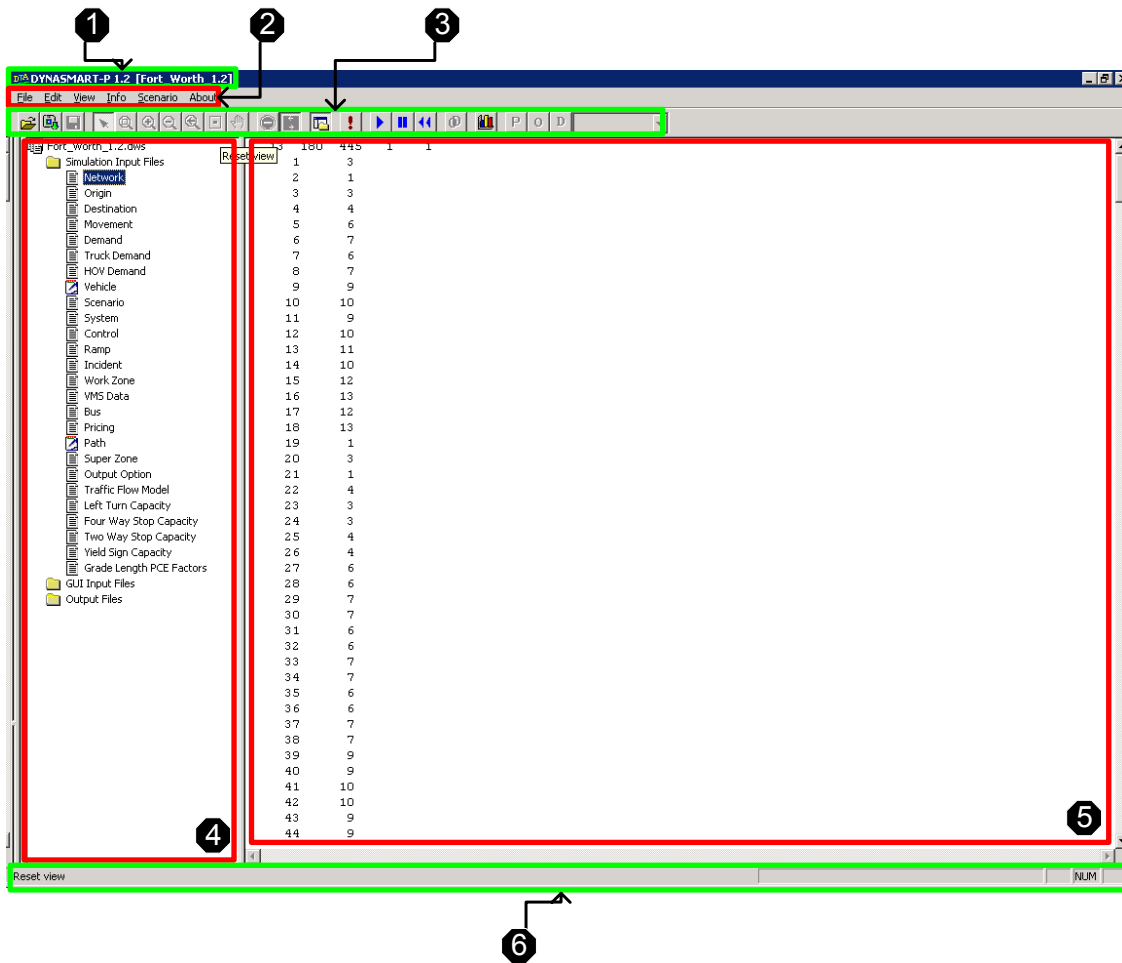 1 2 3
DYNASMART-P 1.2 [Fort_Worth_1.2]
File Edit View Info Scenario About
P O D
Fort_Worth_1.2.dws
Reset view
Simulation Input Files
Network
Origin
Destination
Movement
Demand
Truck Demand
HOV Demand
Vehicle
Scenario
System
Control
Ramp
Incident
Work Zone
VMS Data
Bus
Pricing
Path
Super Zone
Output Option
Traffic Flow Model
Left Turn Capacity
Four Way Stop Capacity
Two Way Stop Capacity
Yield Sign Capacity
Grade Length PCE Factors
GUI Input Files
Output Files
4
13 180 445 1 1
1 3
2 1
3 3
4 4
5 6
6 7
7 6
8 7
9 9
10 10
11 9
12 10
13 11
14 10
15 12
16 13
17 12
18 13
19 1
20 3
21 1
22 4
23 3
24 3
25 4
26 4
27 6
28 6
29 7
30 7
31 6
32 6
33 7
34 7
35 6
36 6
37 7
38 7
39 9
40 9
41 10
42 10
43 9
44 9
5
Reset view NUM
6